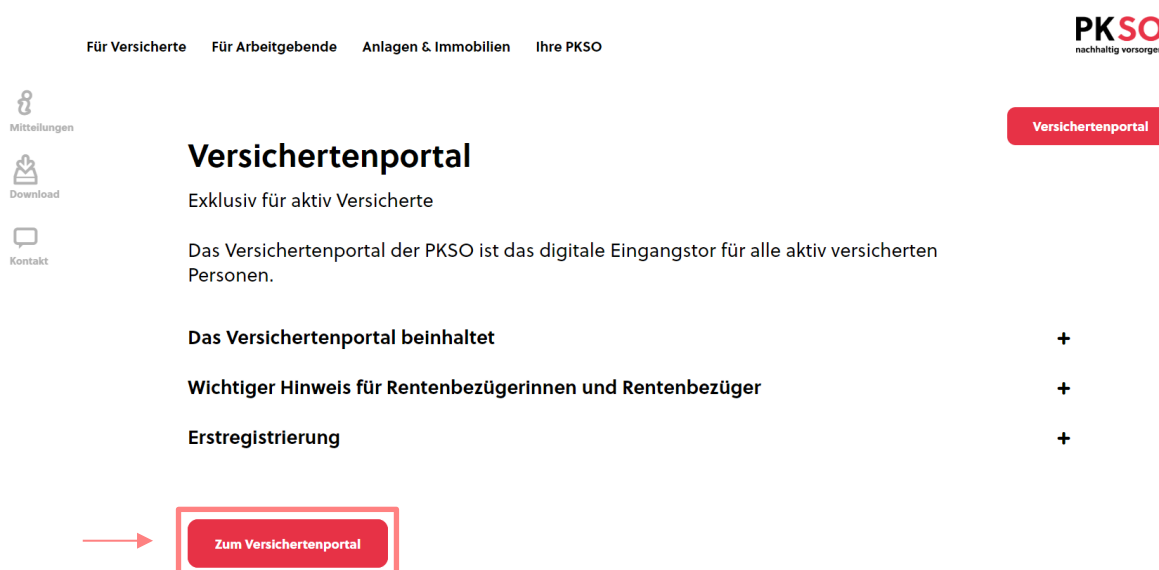 Für Versicherte Für Arbeitgebende Anlagen & Immobilien Ihre PKSO
PKSO
nachhaltig vorsorgen
Mitteilungen
Download
Kontakt
Versichertenportal
Versichertenportal
Exklusiv für aktiv Versicherte
Das Versichertenportal der PKSO ist das digitale Eingangstor für alle aktiv versicherten
Personen.
Das Versichertenportal beinhaltet +
Wichtiger Hinweis für Rentenbezügerinnen und Rentenbezüger +
Erstregistrierung +
Zum Versichertenportal